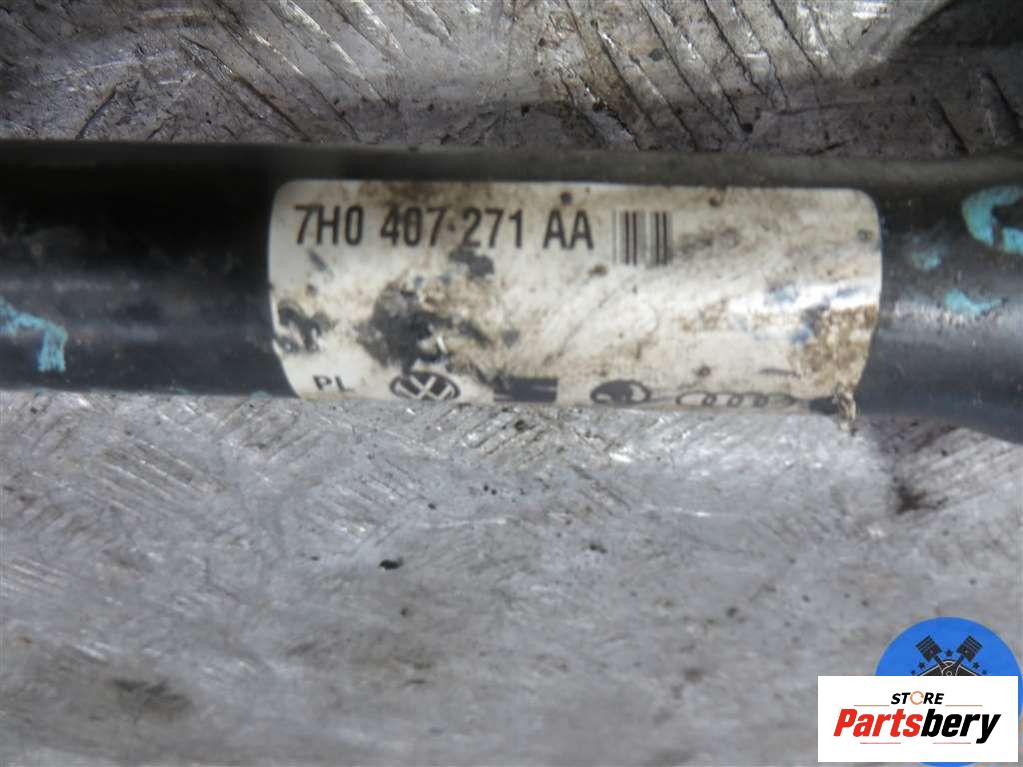 7H0 407 271 AA
PL
STORE
Partsbery